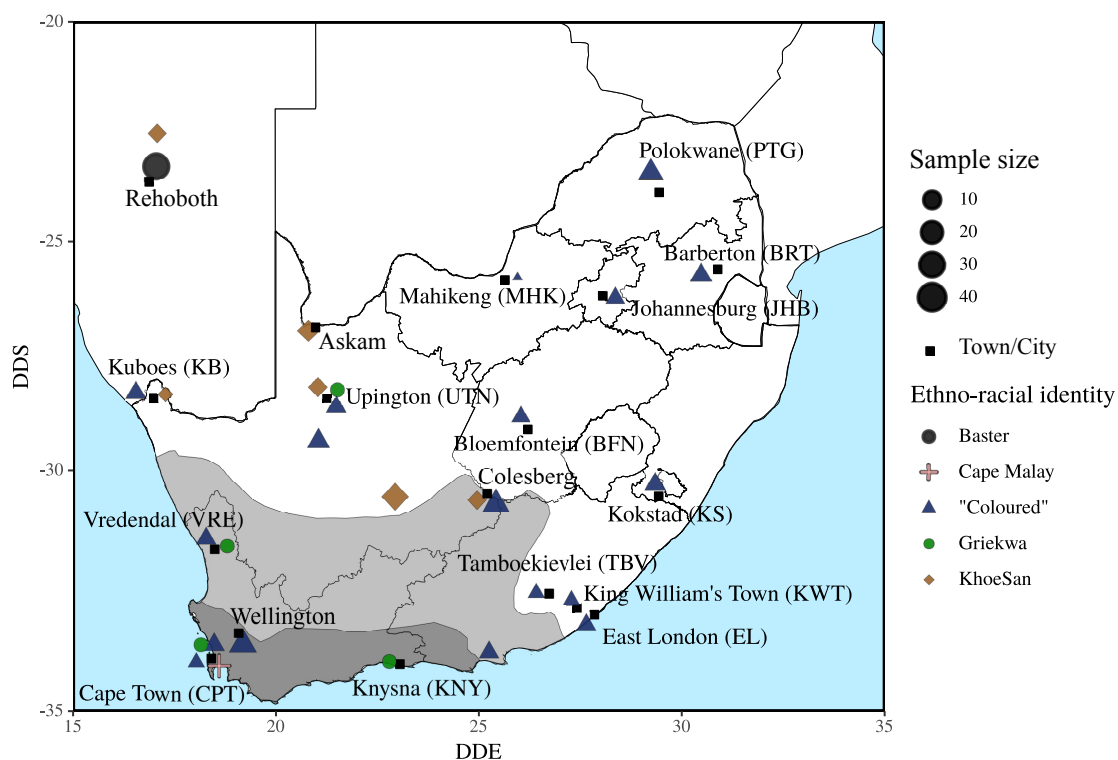 -20
-25
-30
-35
DDS
15
20
25
30
35
DDE
Rehoboth
Polokwane (PTG)
Barberton (BRT)
Mahikeng (MHK)
Johannesburg (JHB)
Askam
Kuboes (KB)
Upington (UTN)
Bloemfontein (BFN)
Colesberg
Kokstad (KS)
Vredendal (VRE)
Tamboekievlei (TBV)
King William's Town (KWT)
Wellington
East London (EL)
Cape Town (CPT)
Knysna (KNY)
Sample size
10
20
30
40
Town/City
Ethno-racial identity
Baster
Cape Malay
"Coloured"
Griekwa
KhoeSan